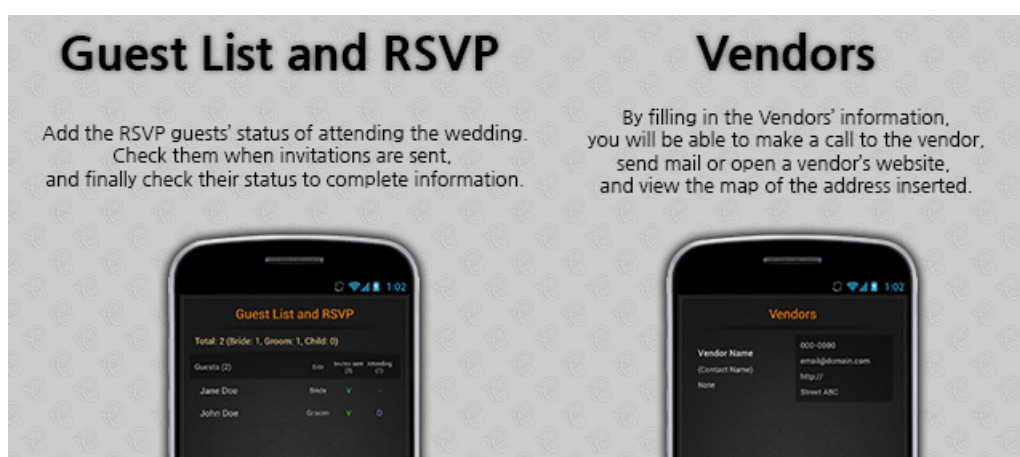 Guest List and RSVP
Add the RSVP guests' status of attending the wedding.
Check them when invitations are sent,
and finally check their status to complete information.
1:02
Guest List and RSVP
Total: 2 (Bride: 1, Groom: 1, Child: 0)
Guests (2) Side Invites sent Attending
Jane Doe Bride V -
John Doe Groom V
Vendors
By filling in the Vendors' information,
you will be able to make a call to the vendor,
send mail or open a vendor's website,
and view the map of the address inserted.
1:02
Vendors
Vendor Name
(Contact Name)
Note
000-0000
email@domain.com
http://
Street ABC